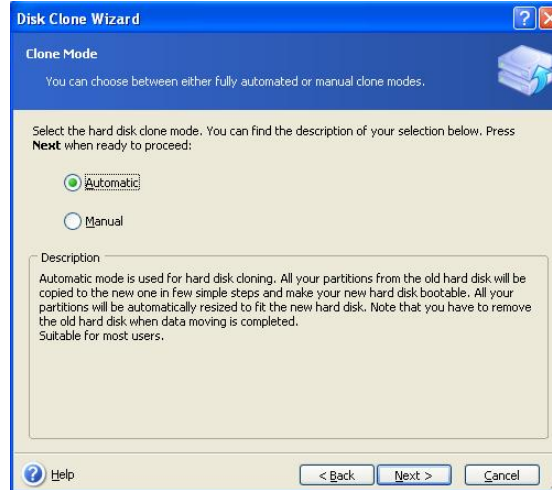 Disk Clone Wizard
Clone Mode
You can choose between either fully automated or manual clone modes.
Select the hard disk clone mode. You can find the description of your selection below. Press
Next when ready to proceed:
Automatic
Manual
Description
Automatic mode is used for hard disk cloning. All your partitions from the old hard disk will be
copied to the new one in few simple steps and make your new hard disk bootable. All your
partitions will be automatically resized to fit the new hard disk. Note that you have to remove
the old hard disk when data moving is completed.
Suitable for most users.
Help
< Back
Next >
Cancel